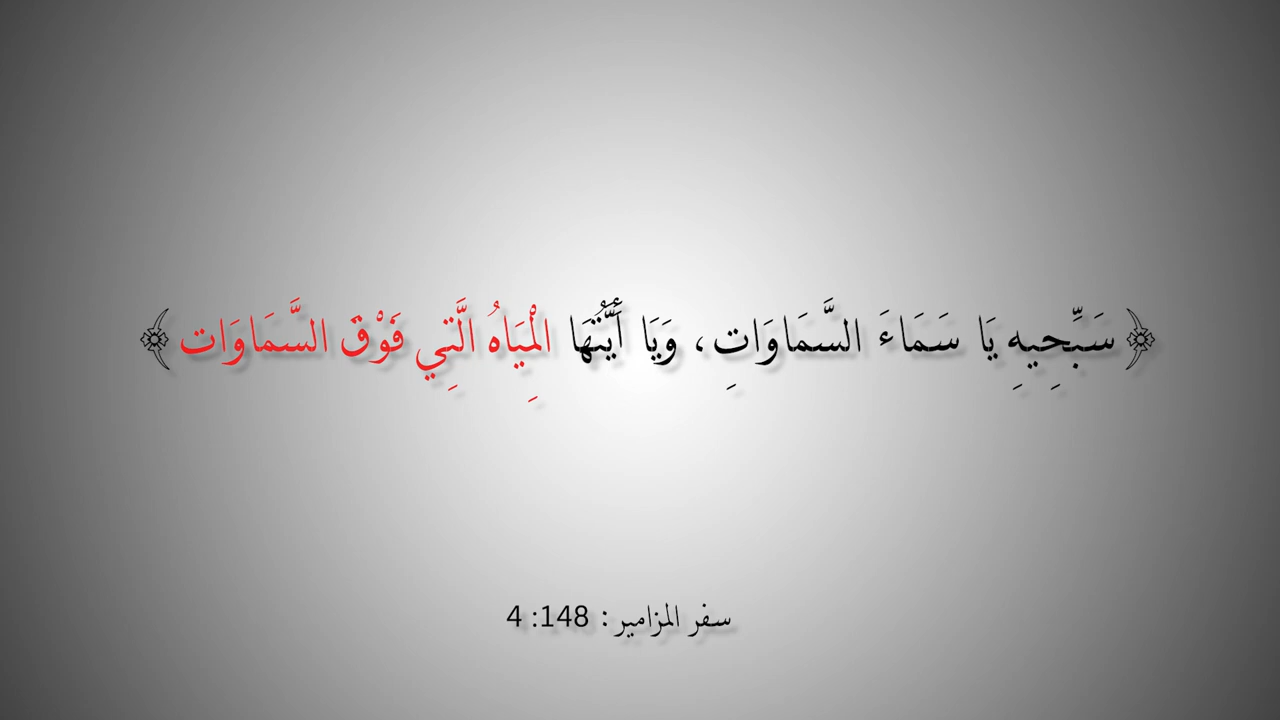 ﴿سَبِّحِيهِ يَا سَمَاءَ السَّمَاوَاتِ، وَيَا أَيَّتُهَا الْمِيَاهُ الَّتِي فَوْقَ السَّمَاوَات﴾
سفر المزامير : 148: 4